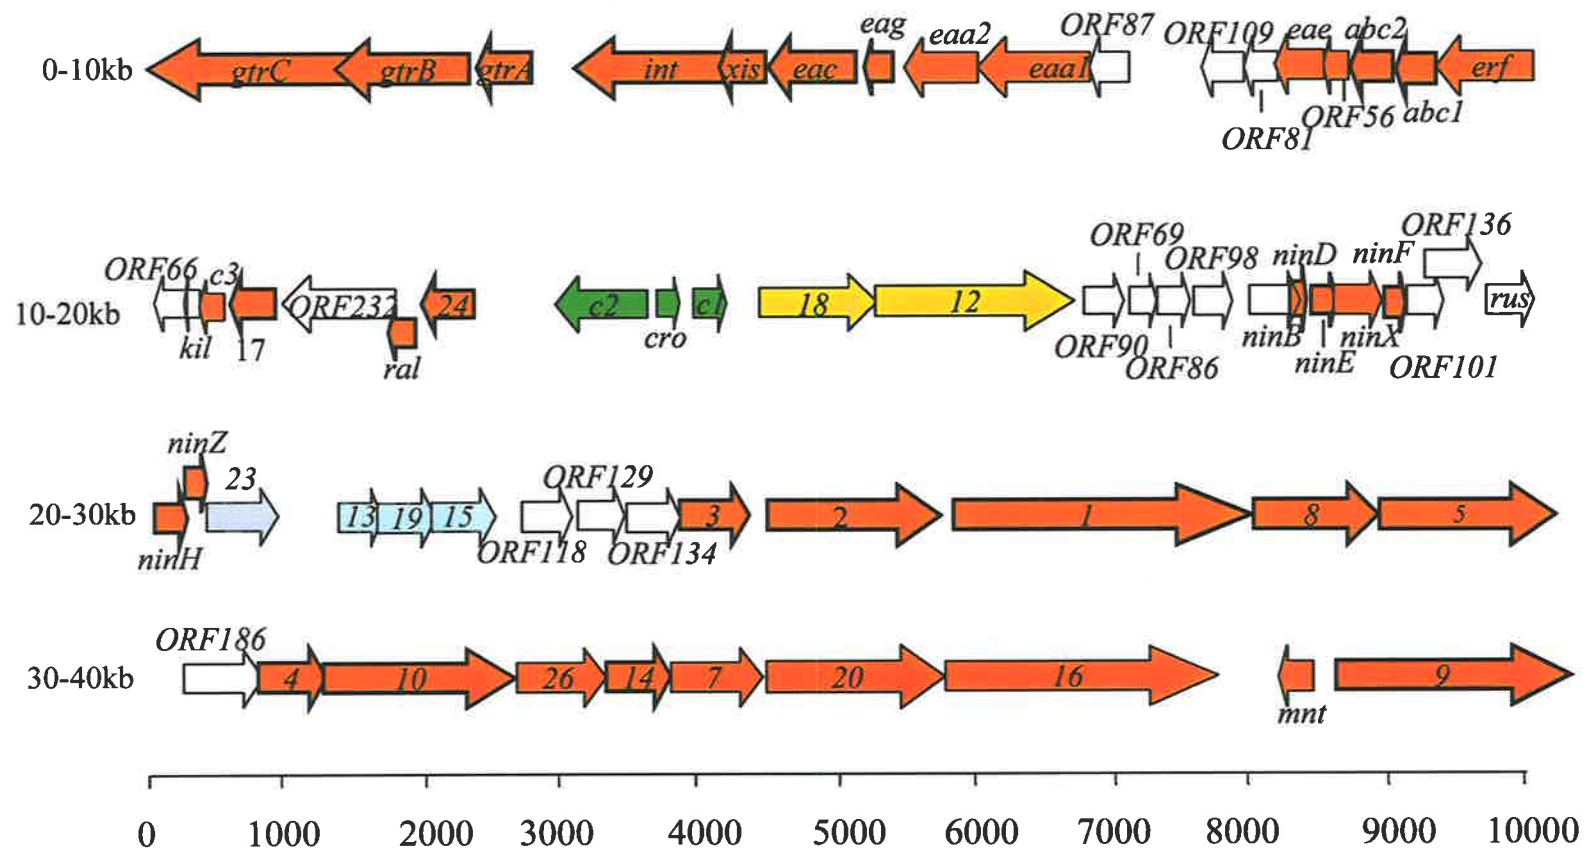 ORF87
eag
eaa2
ORF109
eae
abc2
0-10kb
gtrC
gtrB
gtrA
int
xis
eac
eaa1
erf
ORF56
abc1
ORF81
ORF136
ORF69
ninD
ninF
ORF66
c3
ORF98
10-20kb
ORF232
24
c2
c1
18
12
rus
kil
17
cro
ninB
ninX
ral
ORF90
ORF86
ninE
ORF101
ninZ
23
ORF129
20-30kb
13
19
15
3
2
1
8
5
ninH
ORF118
ORF134
ORF186
30-40kb
4
10
26
14
7
20
16
9
mnt
0
1000
2000
3000
4000
5000
6000
7000
8000
9000
10000